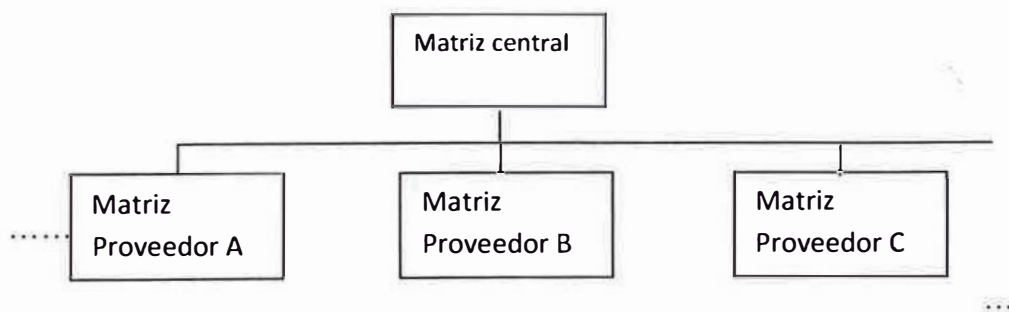 Matriz central
Matriz
Proveedor A
Matriz
Proveedor B
Matriz
Proveedor C